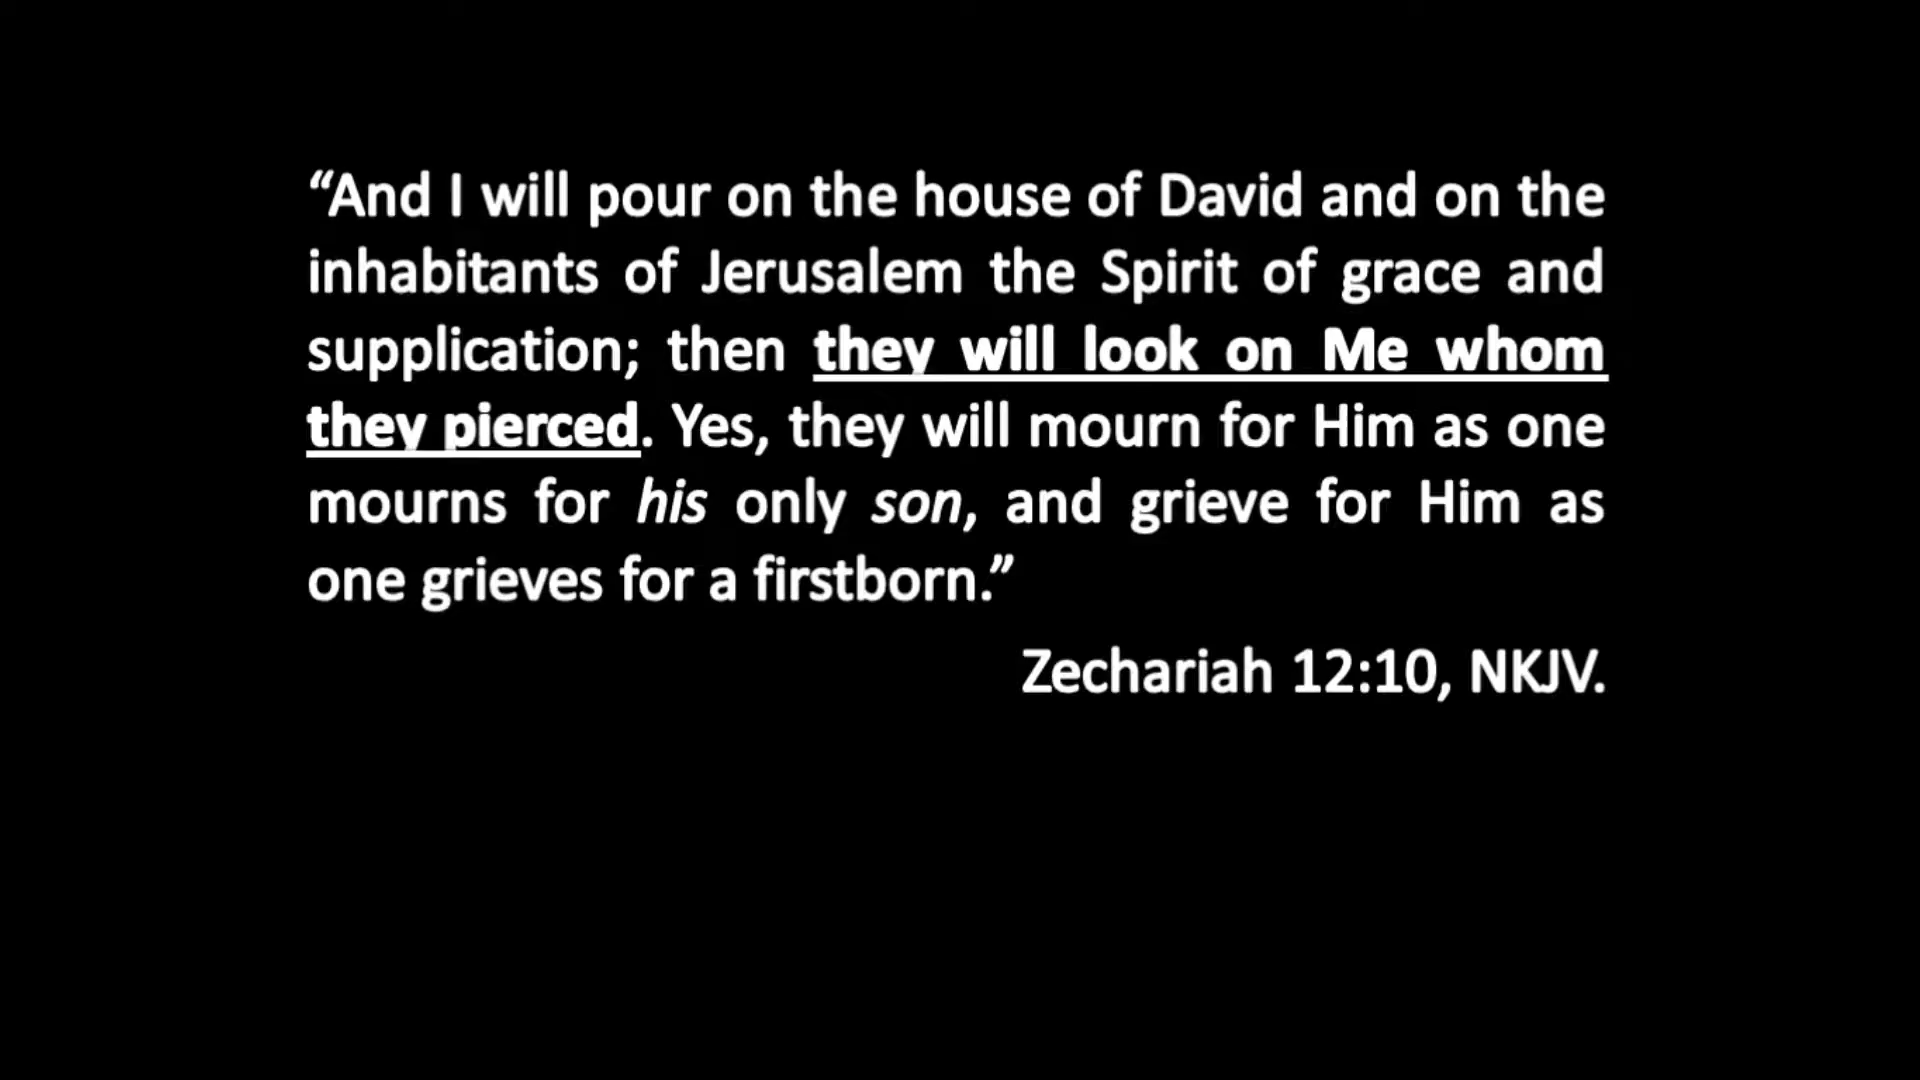 “And I will pour on the house of David and on the
inhabitants of Jerusalem the Spirit of grace and
supplication; then they will look on Me whom
they pierced. Yes, they will mourn for Him as one
mourns for his only son, and grieve for Him as
one grieves for a firstborn.”
Zechariah 12:10, NKJV.